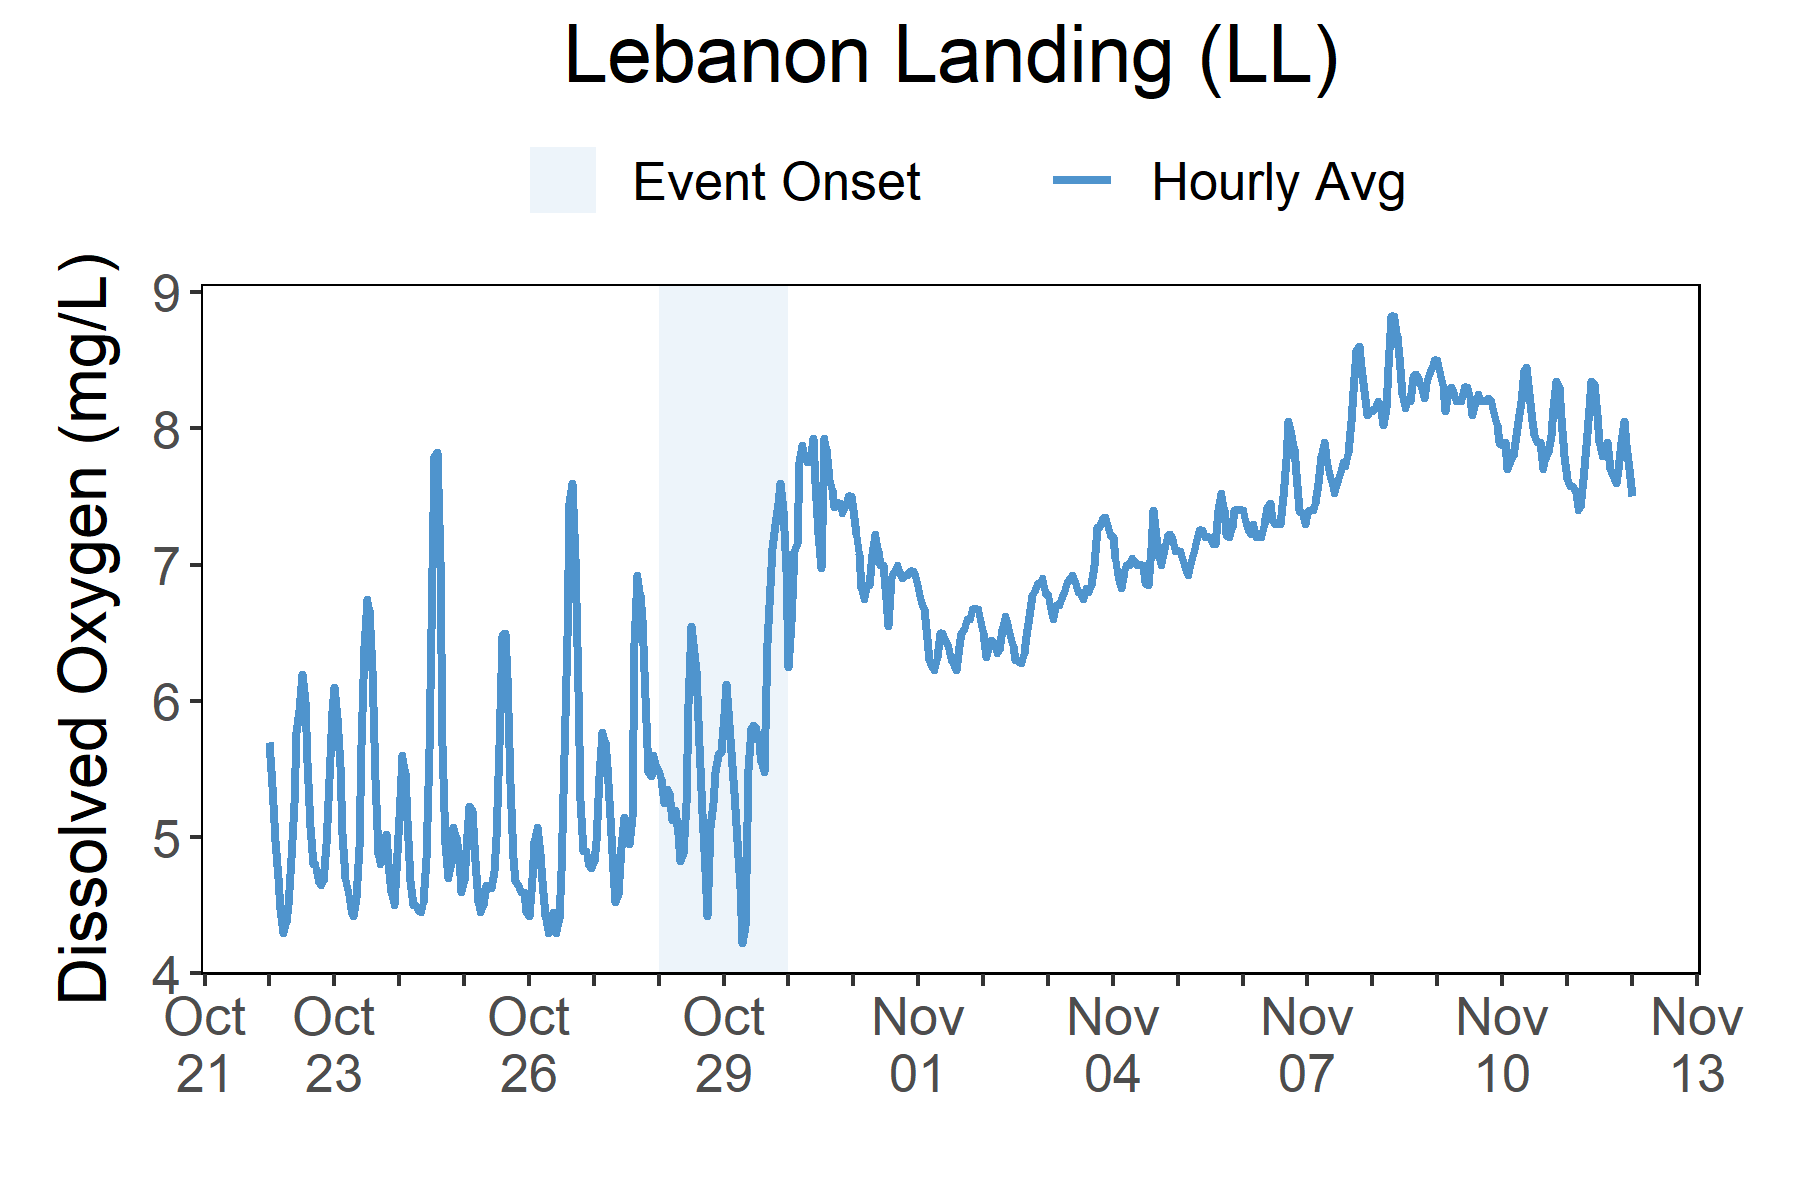 Lebanon Landing (LL)
Event Onset Hourly Avg
Dissolved Oxygen (mg/L)
9
8
7
6
5
4
Oct Oct Oct Oct Nov Nov Nov Nov Nov
21 23 26 29 01 04 07 10 13